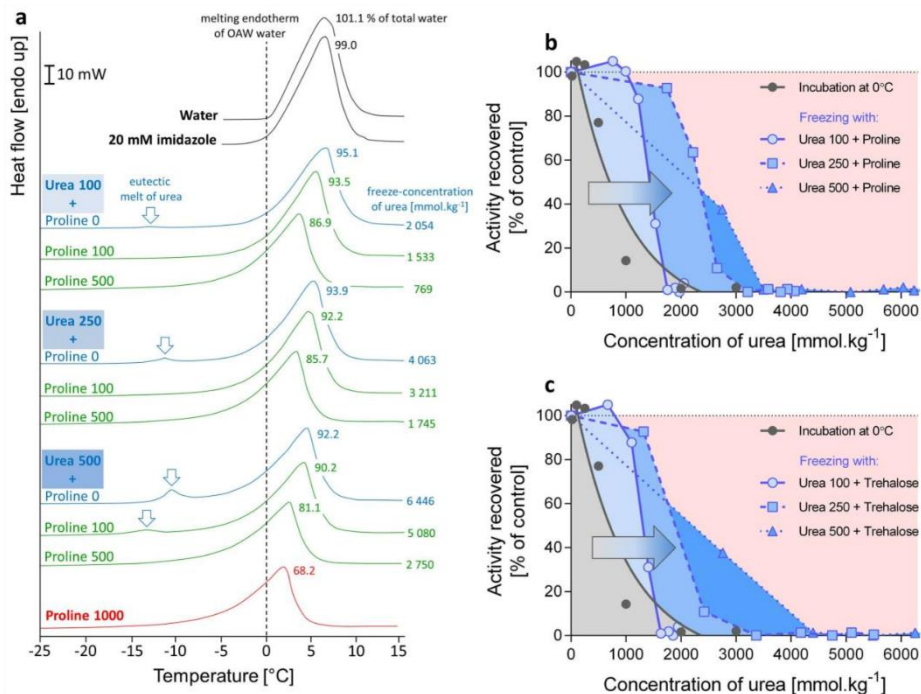 a
melting endotherm
of OAW water
101.1 % of total water
99.0
10 mW
Heat flow [endo up]
Water
20 mM imidazole
95.1
Urea 100
+
eutectic
melt of urea
93.5
freeze-concentration
of urea [mmol.kg-1]
86.9
Proline 0
2 054
Proline 100
1 533
Proline 500
769
Urea 250
+
93.9
Proline 0
92.2
4 063
85.7
Proline 100
3 211
Proline 500
1 745
Urea 500
+
92.2
Proline 0
90.2
6 446
81.1
Proline 100
5 080
Proline 500
2 750
68.2
Proline 1000
-25 -20 -15 -10 -5 0 5 10 15
Temperature [°C]
b
Activity recovered
[% of control]
100
80
60
40
20
0
Incubation at 0°C
Freezing with:
Urea 100 + Proline
Urea 250 + Proline
Urea 500 + Proline
0 1000 2000 3000 4000 5000 6000
Concentration of urea [mmol.kg-1]
c
Activity recovered
[% of control]
100
80
60
40
20
0
Incubation at 0°C
Freezing with:
Urea 100 + Trehalose
Urea 250 + Trehalose
Urea 500 + Trehalose
0 1000 2000 3000 4000 5000 6000
Concentration of urea [mmol.kg-1]